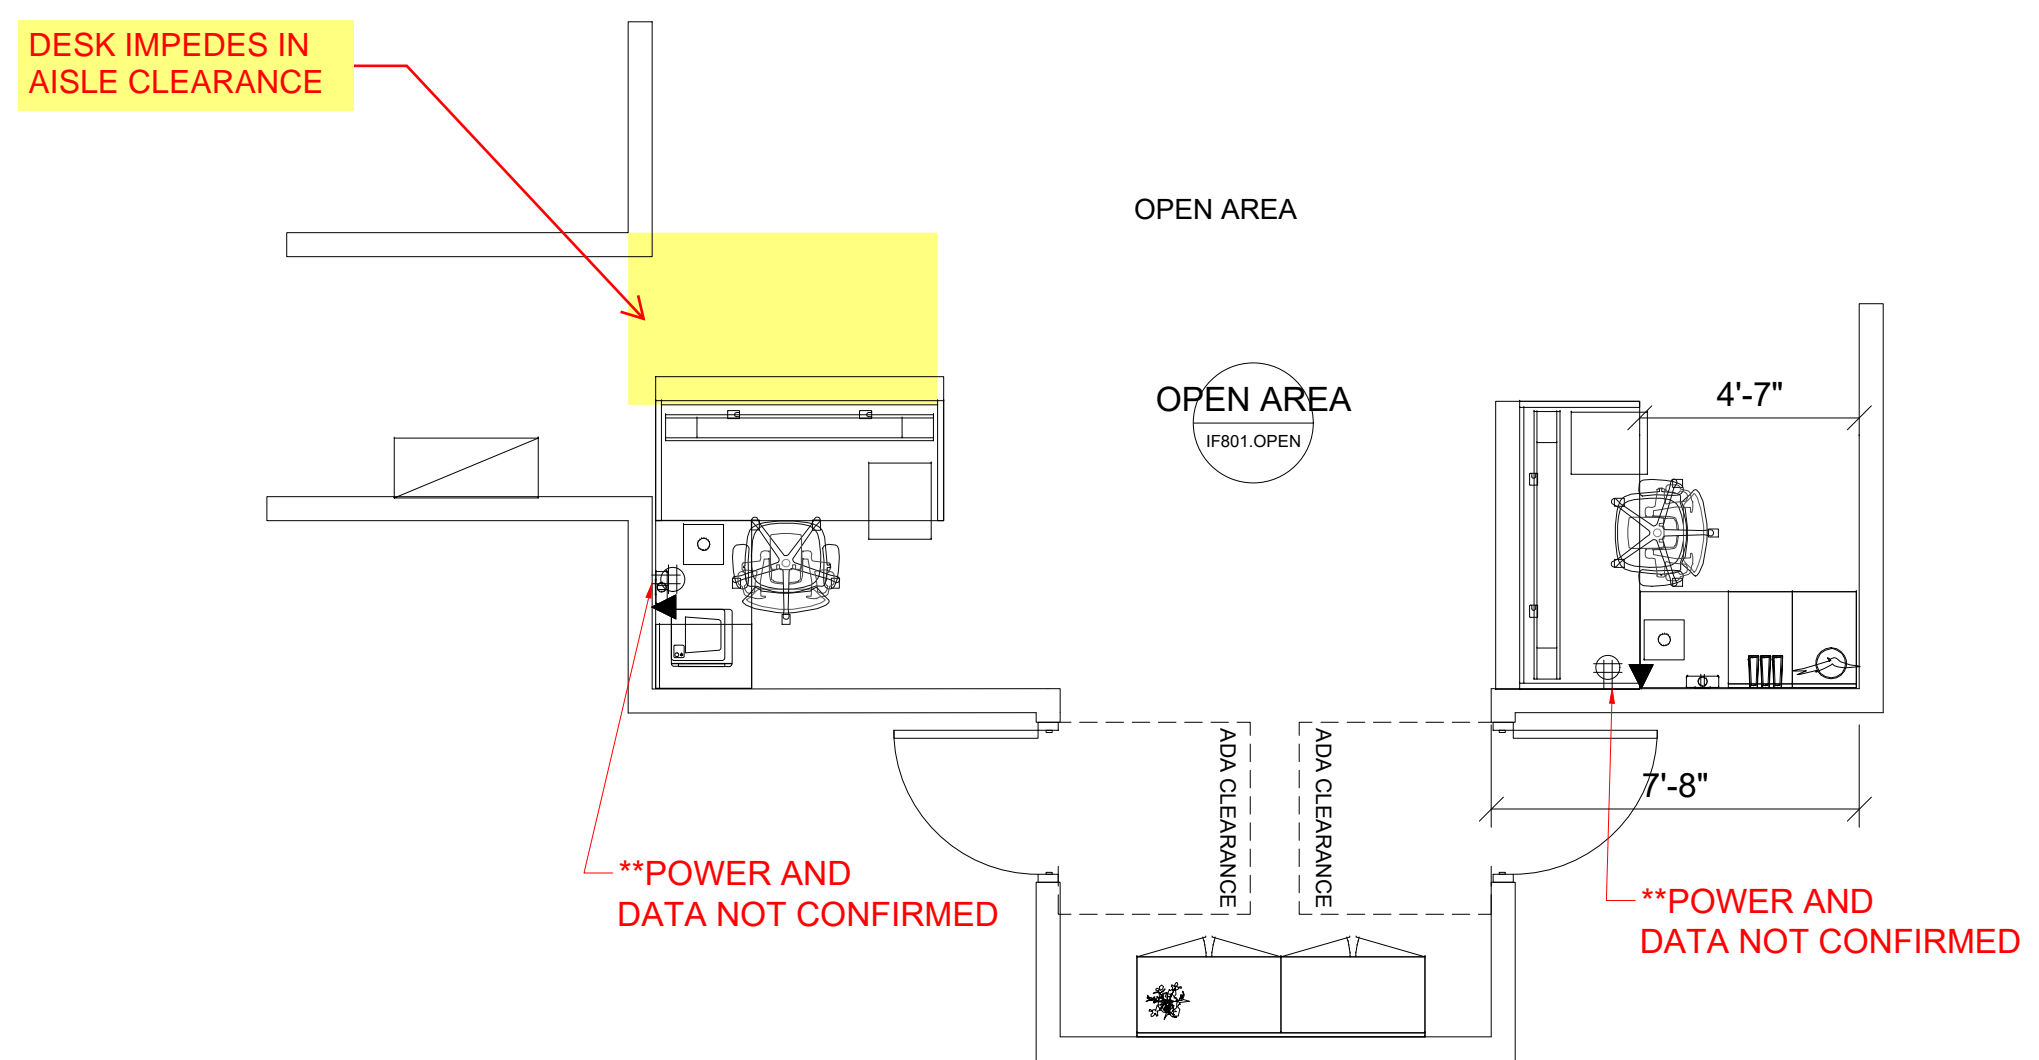 DESK IMPEDES IN
AISLE CLEARANCE
OPEN AREA
OPEN AREA
IF801.OPEN
4'-7"
ADA CLEARANCE
ADA CLEARANCE
7'-8"
**POWER AND
DATA NOT CONFIRMED
**POWER AND
DATA NOT CONFIRMED